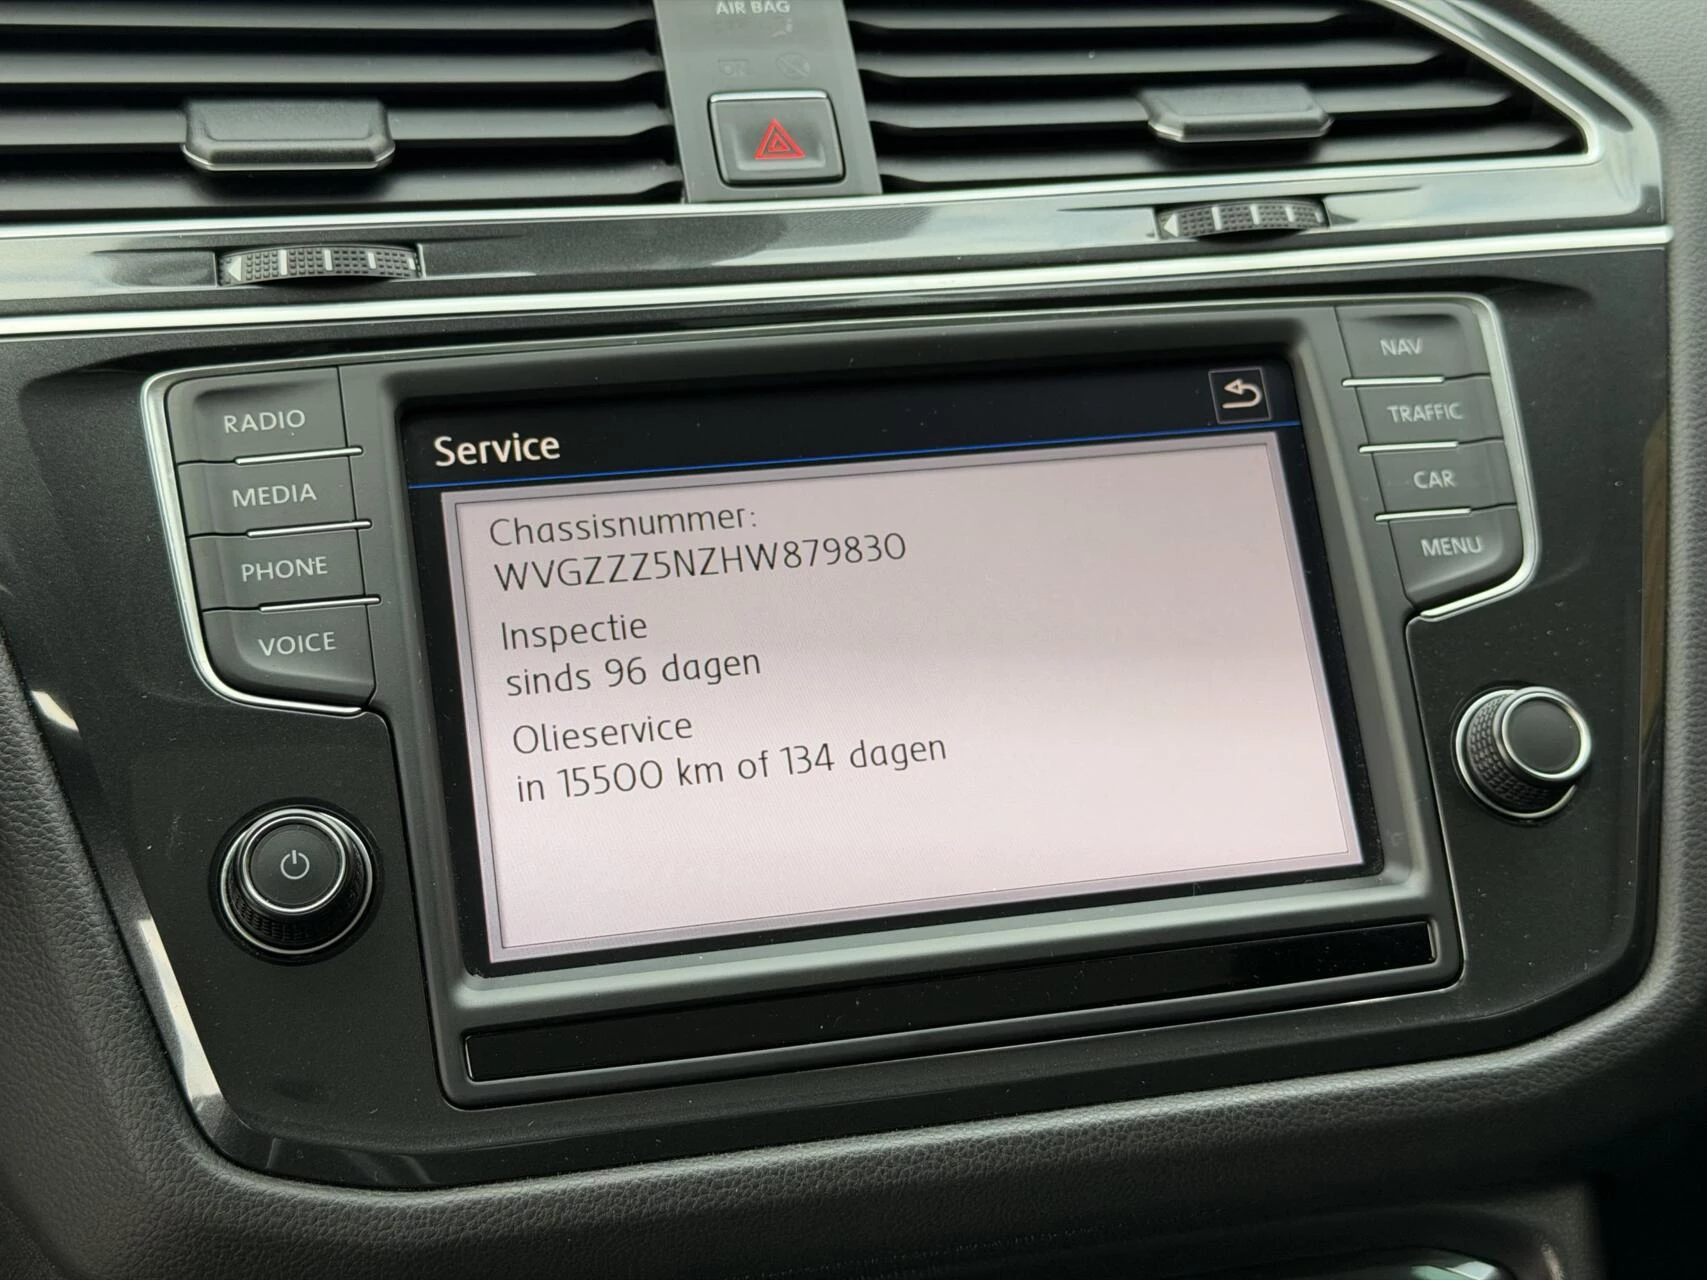 AIR BAG
RADIO
MEDIA
PHONE
VOICE
Service
Chassisnummer:
WVGZZZ5NZHW879830
Inspectie
sinds 96 dagen
Olieservice
in 15500 km of 134 dagen
NAV
TRAFFIC
CAR
MENU